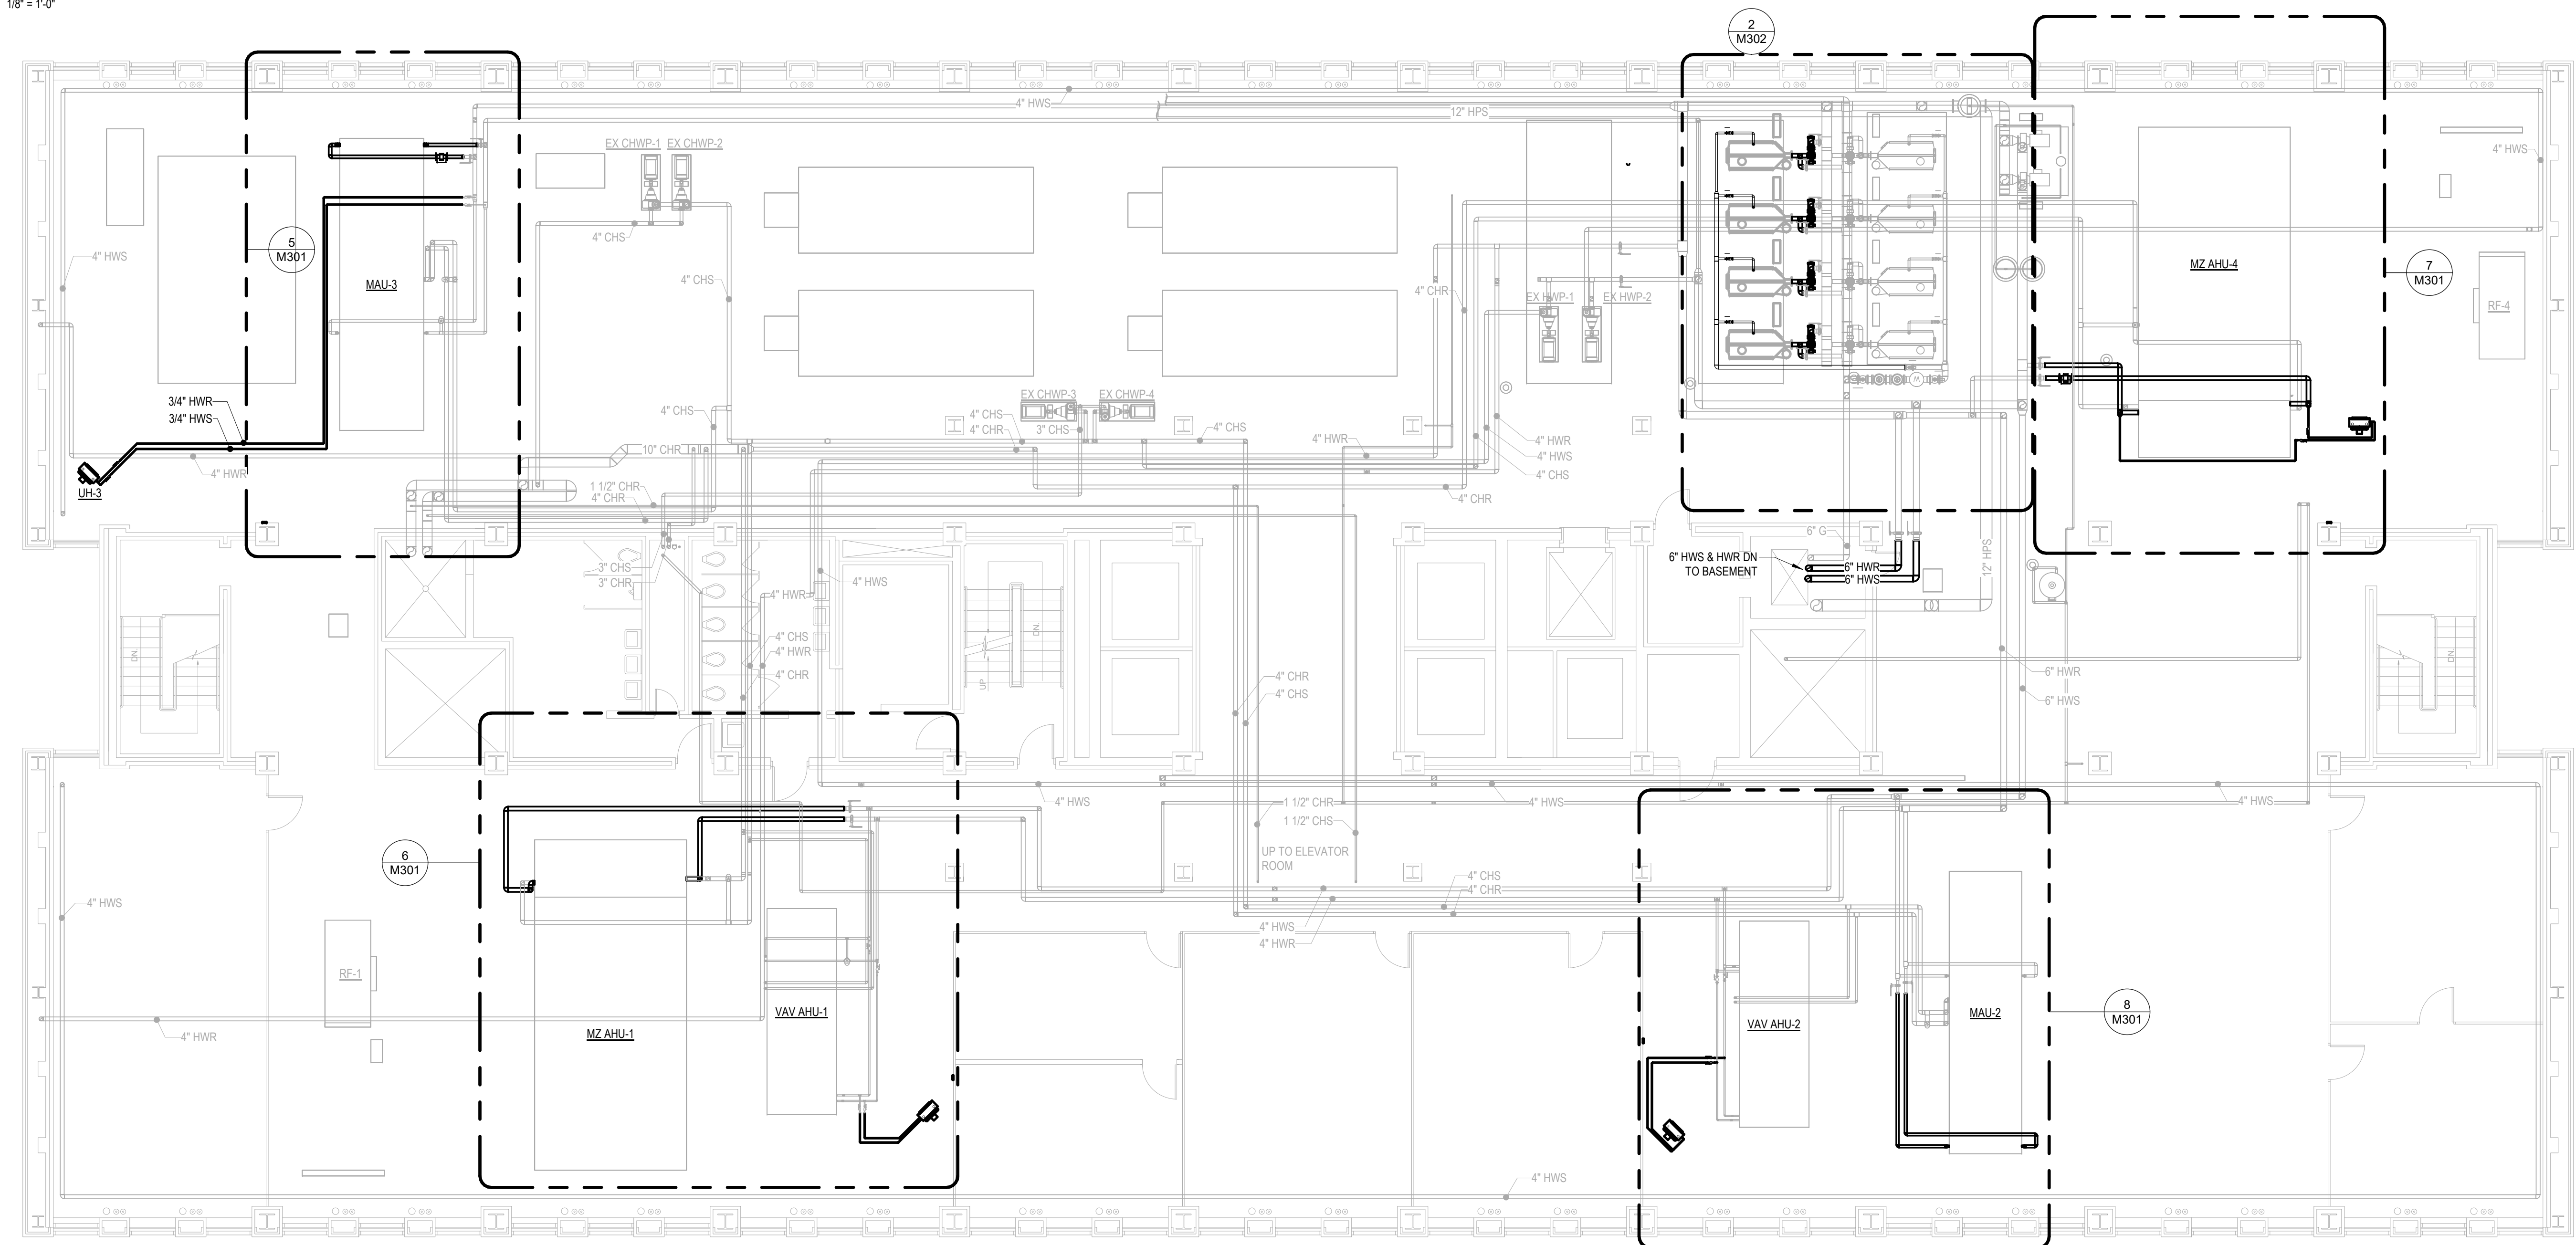 1/8" = 1'-0"
2
M302
4" HWS
12" HPS
EX CHWP-1
EX CHWP-2
4" HWS
4" CHS
5
M301
4" HWS
MAU-3
4" CHS
4" CHR
EX HWP-1
EX HWP-2
MZ AHU-4
7
M301
RF-4
3/4" HWR
3/4" HWS
4" CHS
EX CHWP-3
EX CHWP-4
4" CHS
4" CHR
3" CHS
4" CHS
4" HWR
4" HWR
4" HWS
4" CHS
10" CHR
4" HWR
UH-3
1 1/2" CHR
4" CHR
4" CHR
6" G
12" HPS
3" CHS
3" CHR
4" HWS
4" HWR
6" HWS & HWR DN
TO BASEMENT
6" HWR
6" HWS
DN.
DN.
UP
DN.
4" CHS
4" HWR
4" CHR
4" CHR
4" CHS
6" HWR
6" HWS
4" HWS
1 1/2" CHR
4" HWS
4" HWS
1 1/2" CHS
UP TO ELEVATOR
ROOM
6
M301
4" HWS
4" CHS
4" CHR
4" HWS
4" HWR
RF-1
VAV AHU-1
MZ AHU-1
4" HWR
VAV AHU-2
MAU-2
8
M301
4" HWS